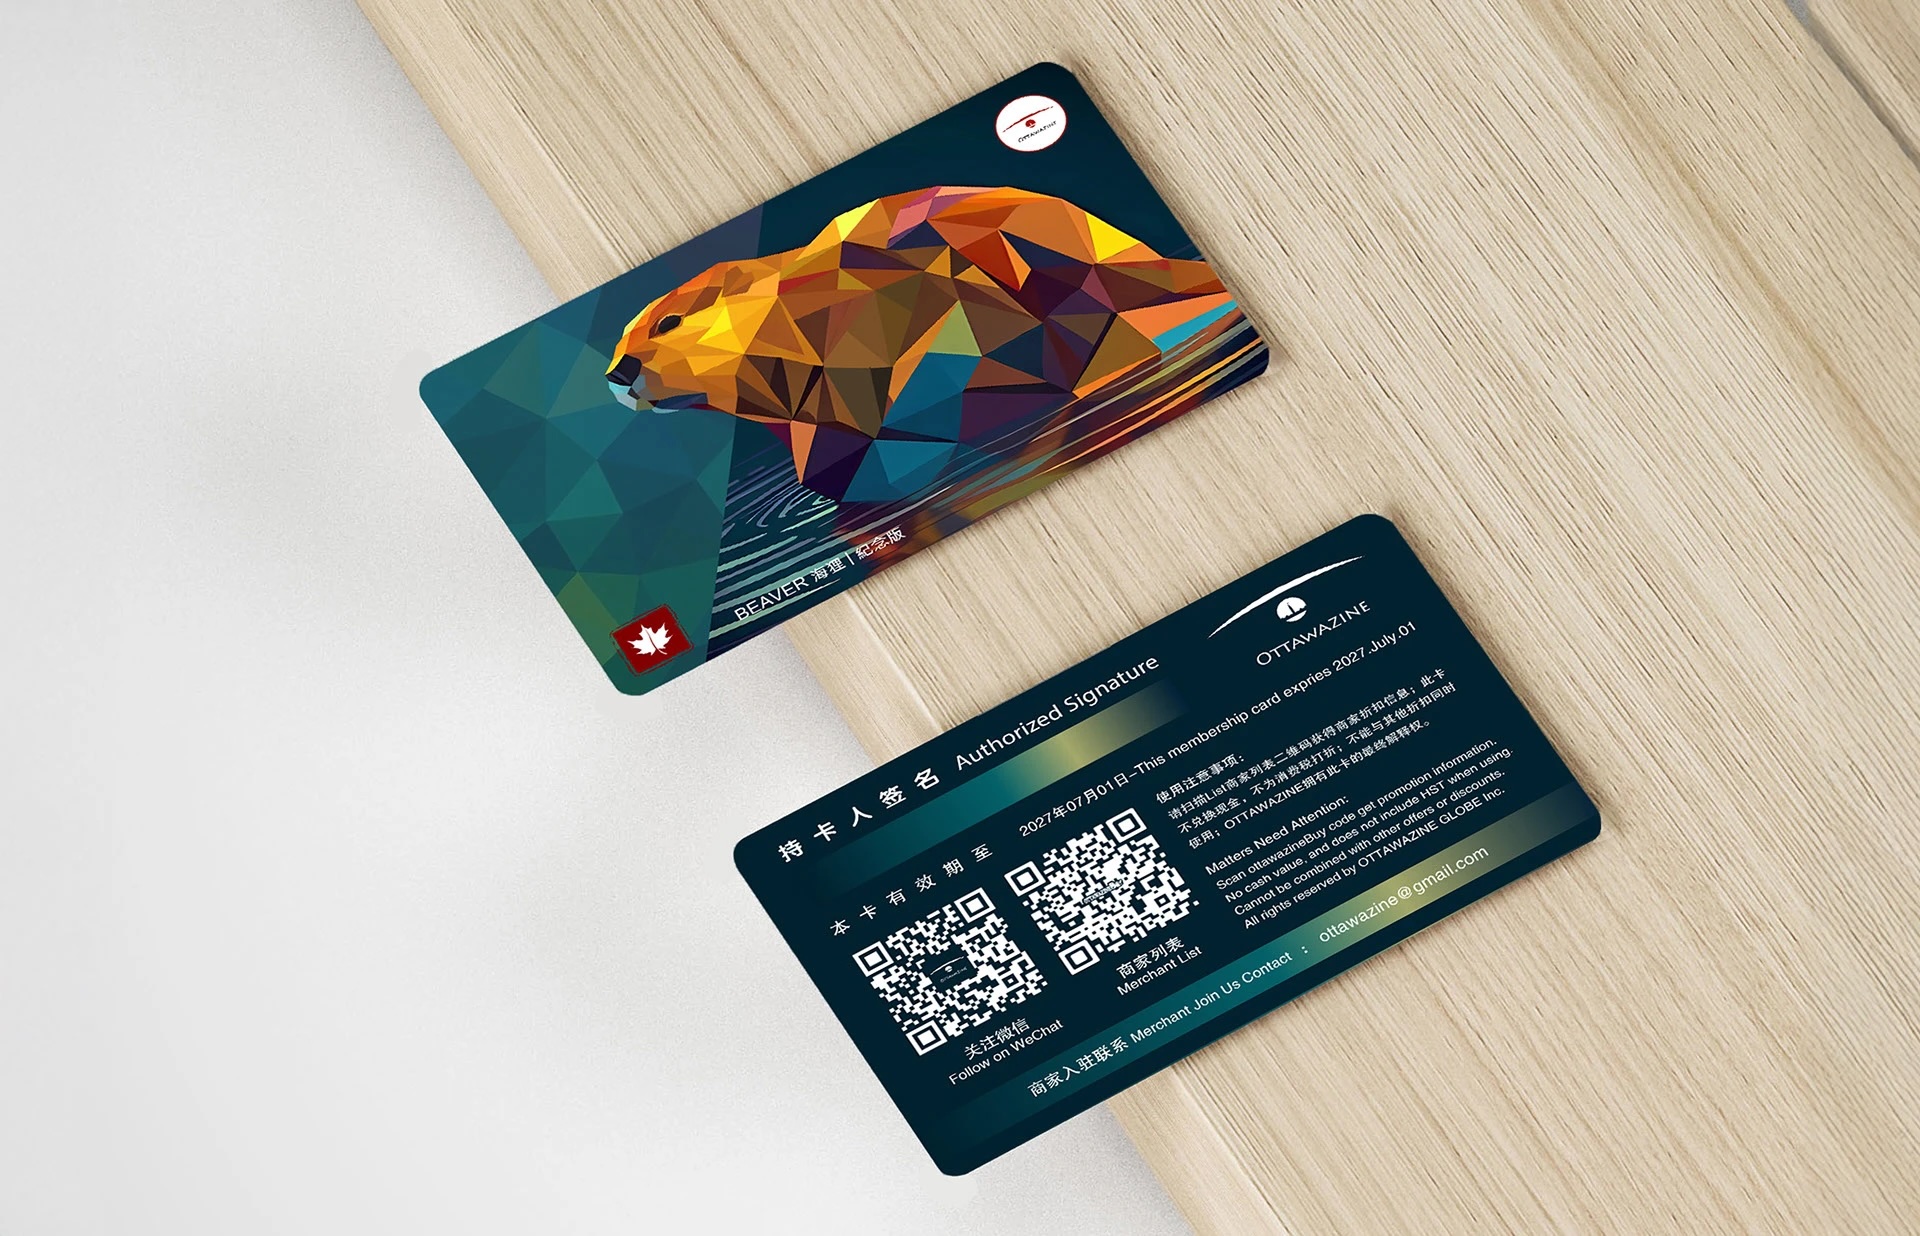 OTTAWAZINE
BEAVER 海狸 | 紀念版
OTTAWAZINE
持卡人签名 Authorized Signature
本卡有效期至 2027年07月01日-This membership card expries 2027.July.01
使用注意事项：
请扫描List商家列表二维码获得商家折扣信息；此卡
不兑换现金，不为消费税打折；不能与其他折扣同时
使用；OTTAWAZINE拥有此卡的最终解释权。
Matters Need Attention:
Scan ottawazineBuy code get promotion information.
No cash value, and does not include HST when using.
Cannot be combined with other offers or discounts.
All rights reserved by OTTAWAZINE GLOBE Inc.
OTTAWAZINE
关注微信
Follow on WeChat
商家列表
Merchant List
商家入驻联系 Merchant Join Us Contact ： ottawazine@gmail.com